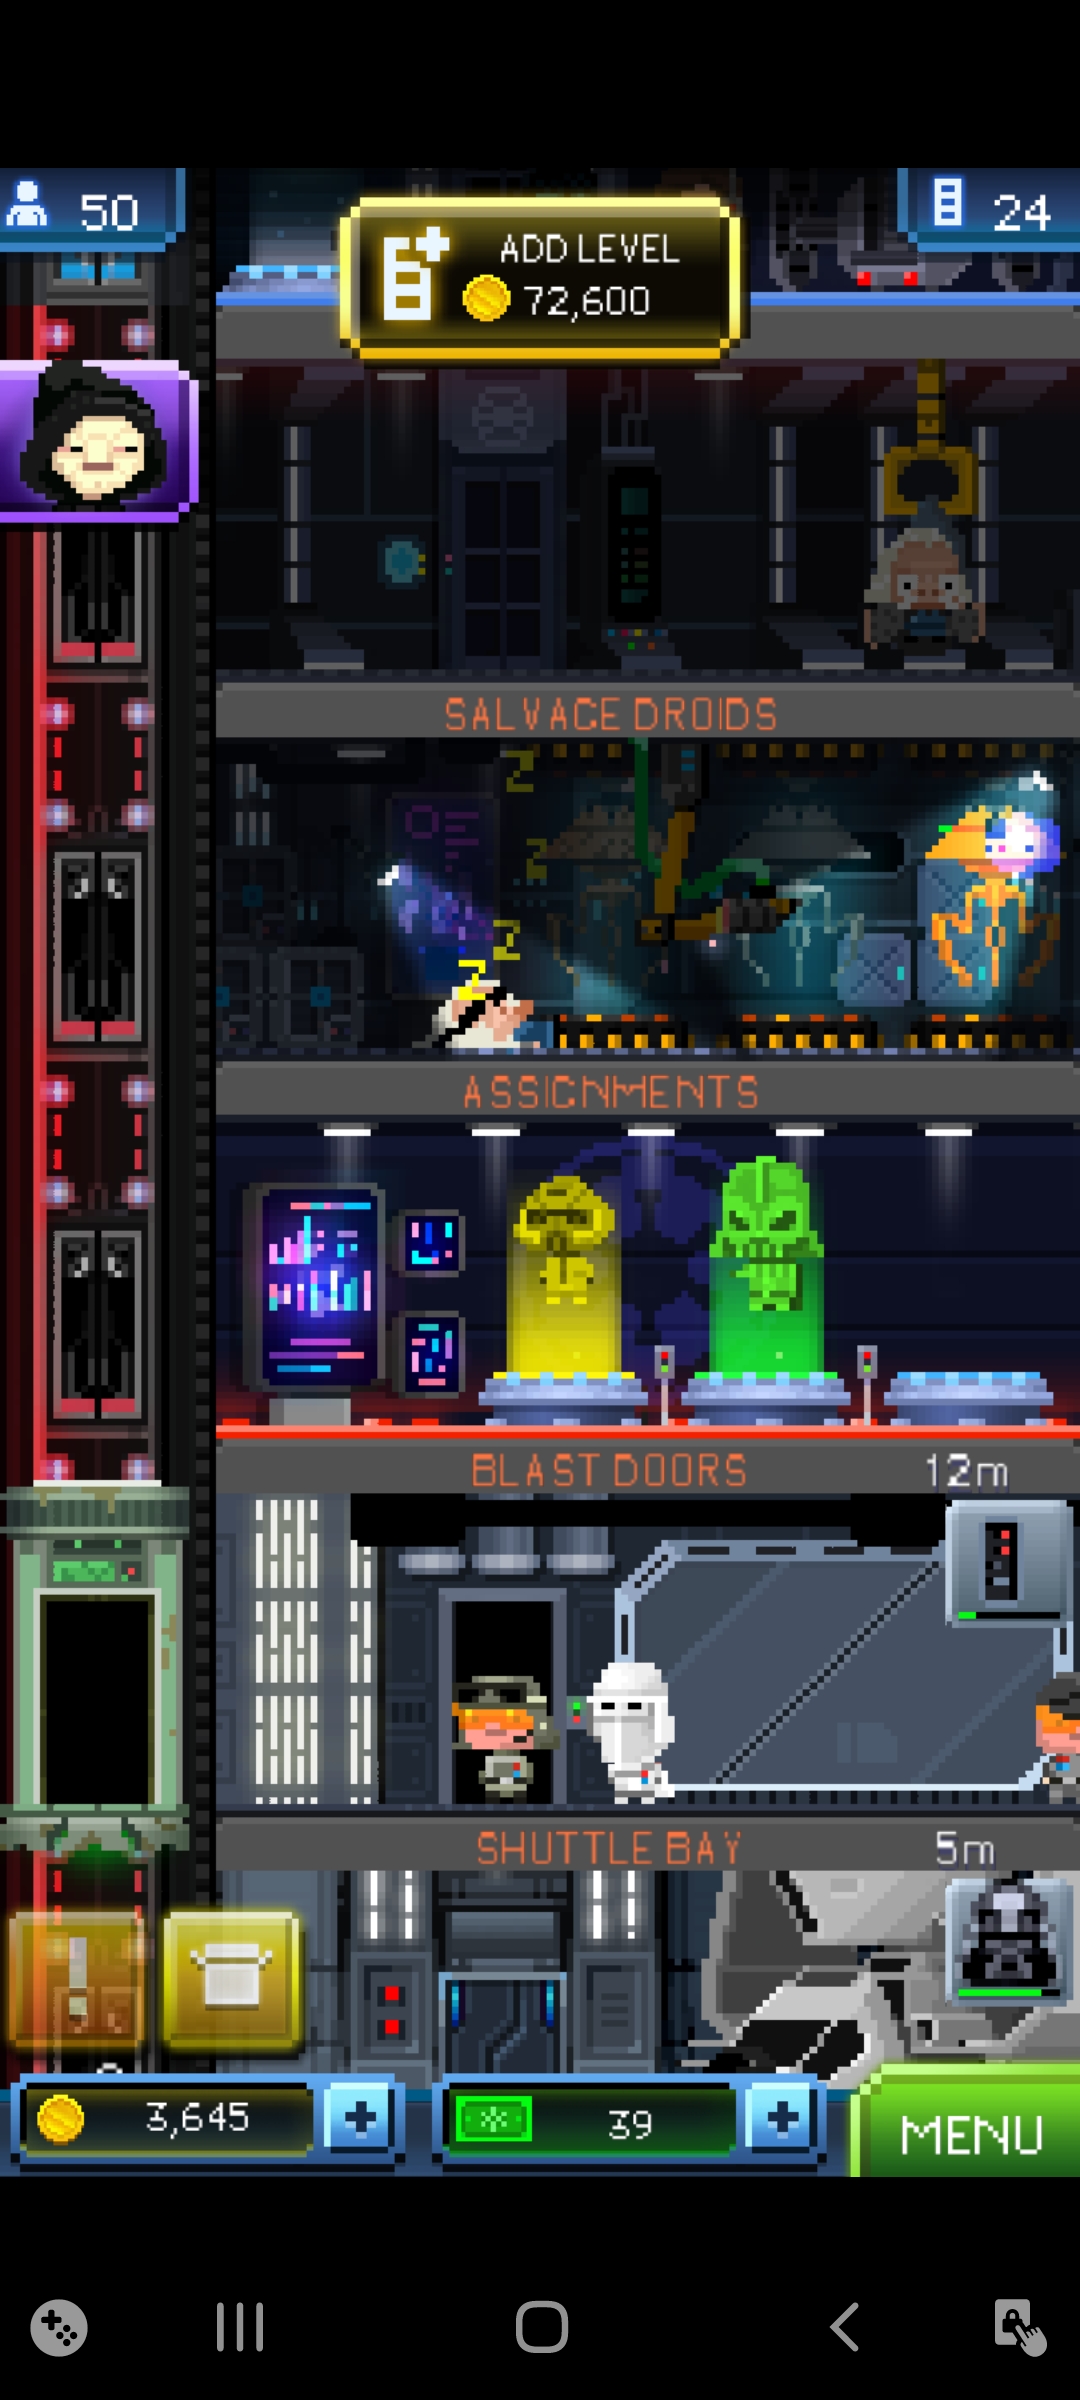 50
24
ADD LEVEL
72,600
SALVAGE DROIDS
Z
Z
Z
Z
ASSIGNMENTS
BLAST DOORS 12m
SHUTTLE BAY 5m
3,645
39
MENU